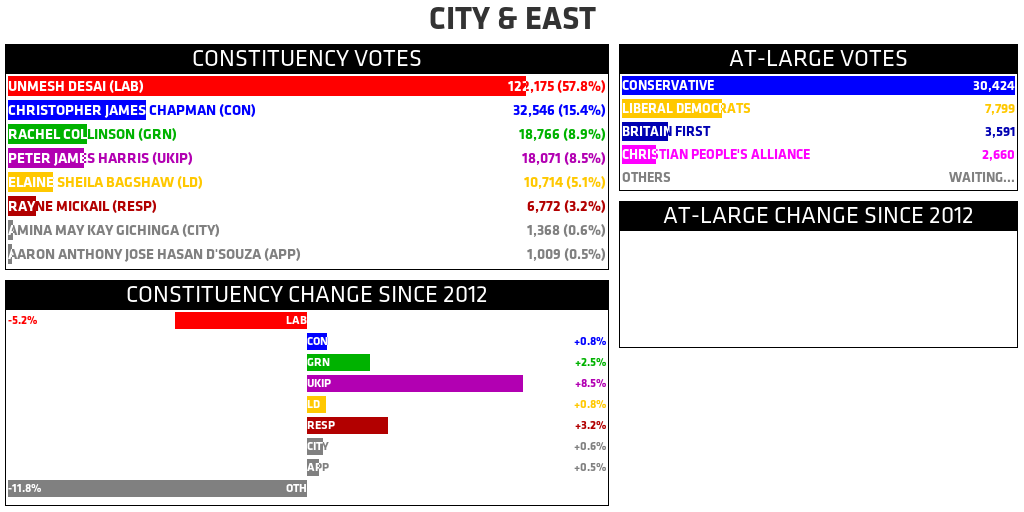 CITY & EAST
CONSTITUENCY VOTES
UNMESH DESAI (LAB) 122,175 (57.8%)
CHRISTOPHER JAMES CHAPMAN (CON) 32,546 (15.4%)
RACHEL COLLINSON (GRN) 18,766 (8.9%)
PETER JAMES HARRIS (UKIP) 18,071 (8.5%)
ELAINE SHEILA BAGSHAW (LD) 10,714 (5.1%)
RAYNE MICKAIL (RESP) 6,772 (3.2%)
AMINA MAY KAY GICHINGA (CITY) 1,368 (0.6%)
AARON ANTHONY JOSE HASAN D'SOUZA (APP) 1,009 (0.5%)
CONSTITUENCY CHANGE SINCE 2012
-5.2% LAB
CON +0.8%
GRN +2.5%
UKIP +8.5%
LD +0.8%
RESP +3.2%
CITY +0.6%
APP +0.5%
-11.8% OTH
AT-LARGE VOTES
CONSERVATIVE 30,424
LIBERAL DEMOCRATS 7,799
BRITAIN FIRST 3,591
CHRISTIAN PEOPLE'S ALLIANCE 2,660
OTHERS WAITING...
AT-LARGE CHANGE SINCE 2012